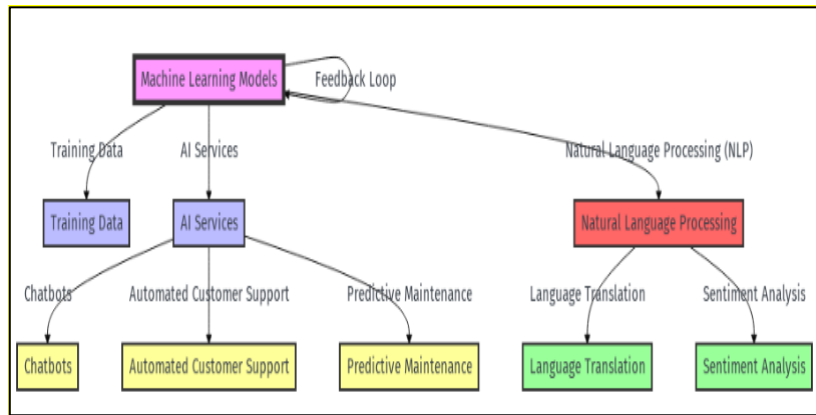 Machine Learning Models
Feedback Loop
Training Data
AI Services
Natural Language Processing (NLP)
Training Data
AI Services
Natural Language Processing
Chatbots
Automated Customer Support
Predictive Maintenance
Language Translation
Sentiment Analysis
Chatbots
Automated Customer Support
Predictive Maintenance
Language Translation
Sentiment Analysis